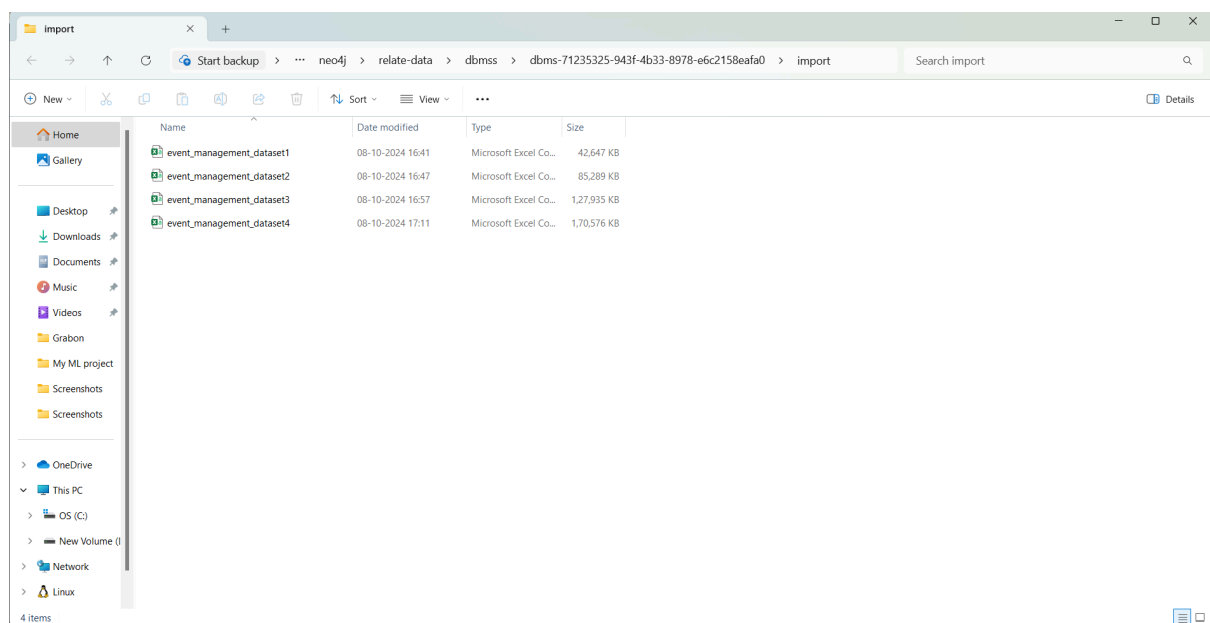 import
Start backup > ··· neo4j > relate-data > dbmss > dbms-71235325-943f-4b33-8978-e6c2158eafa0 > import
Search import
New
Sort
View
···
Details
Home
Gallery
Desktop
Downloads
Documents
Music
Videos
Grabon
My ML project
Screenshots
Screenshots
OneDrive
This PC
OS (C:)
New Volume (
Network
Linux
Name Date modified Type Size
event_management_dataset1 08-10-2024 16:41 Microsoft Excel Co... 42,647 KB
event_management_dataset2 08-10-2024 16:47 Microsoft Excel Co... 85,289 KB
event_management_dataset3 08-10-2024 16:57 Microsoft Excel Co... 1,27,935 KB
event_management_dataset4 08-10-2024 17:11 Microsoft Excel Co... 1,70,576 KB
4 items